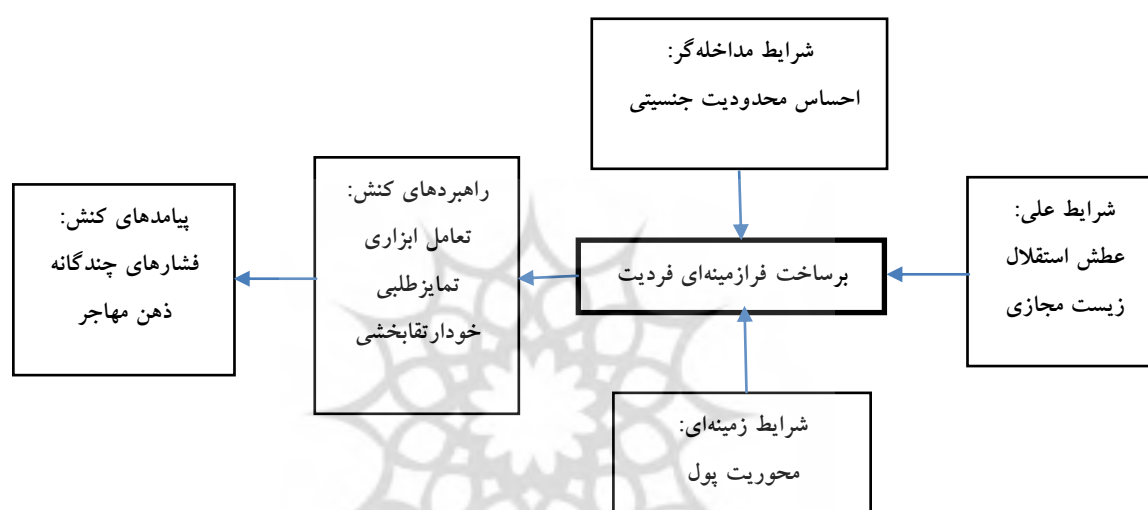 شرایط مداخله‌گر:
احساس محدودیت جنسیتی
شرایط علی:
عطش استقلال
زیست مجازی
برساخت فرازمینه‌ای فردیت
شرایط زمینه‌ای:
محوریت پول
راهبردهای کنش:
تعامل ابزاری
تمایزطلبی
خودارتقابخشی
پیامدهای کنش:
فشارهای چندگانه
ذهن مهاجر